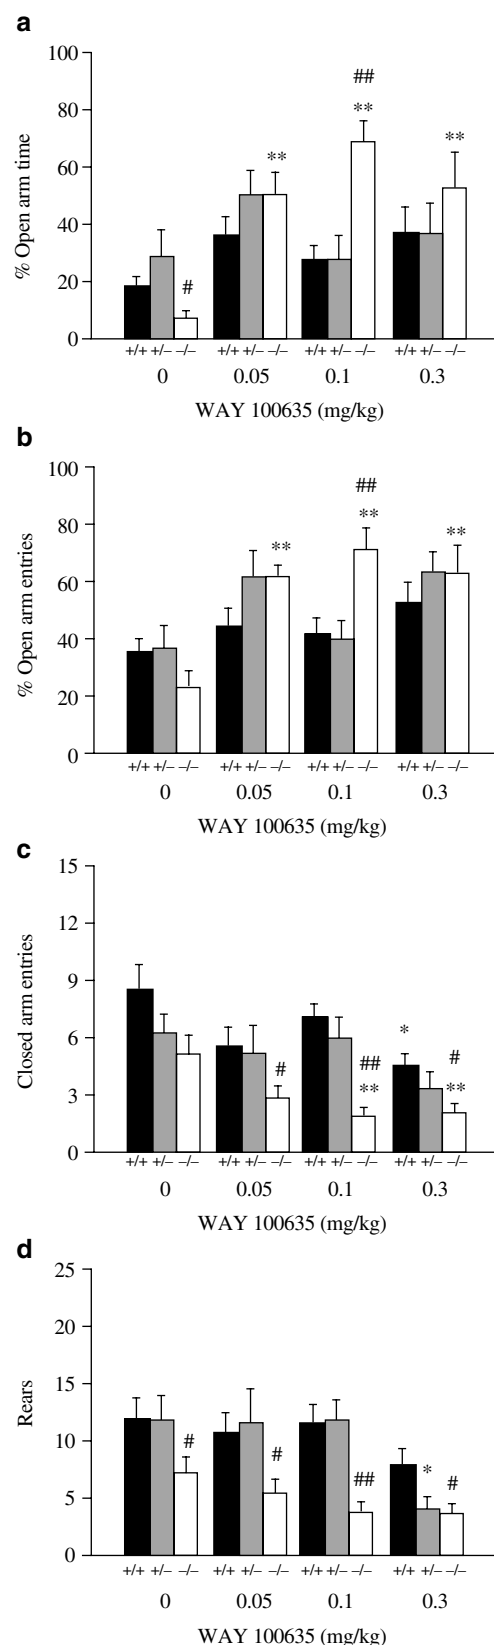 a
100
80
60
40
20
0
% Open arm time
#
**
##
**
**
+/+ +/– –/– +/+ +/– –/– +/+ +/– –/– +/+ +/– –/–
0 0.05 0.1 0.3
WAY 100635 (mg/kg)
b
100
80
60
40
20
0
% Open arm entries
**
##
**
**
+/+ +/– –/– +/+ +/– –/– +/+ +/– –/– +/+ +/– –/–
0 0.05 0.1 0.3
WAY 100635 (mg/kg)
c
15
12
9
6
3
0
Closed arm entries
#
##
**
*
#
**
+/+ +/– –/– +/+ +/– –/– +/+ +/– –/– +/+ +/– –/–
0 0.05 0.1 0.3
WAY 100635 (mg/kg)
d
25
20
15
10
5
0
Rears
#
#
##
*
#
+/+ +/– –/– +/+ +/– –/– +/+ +/– –/– +/+ +/– –/–
0 0.05 0.1 0.3
WAY 100635 (mg/kg)